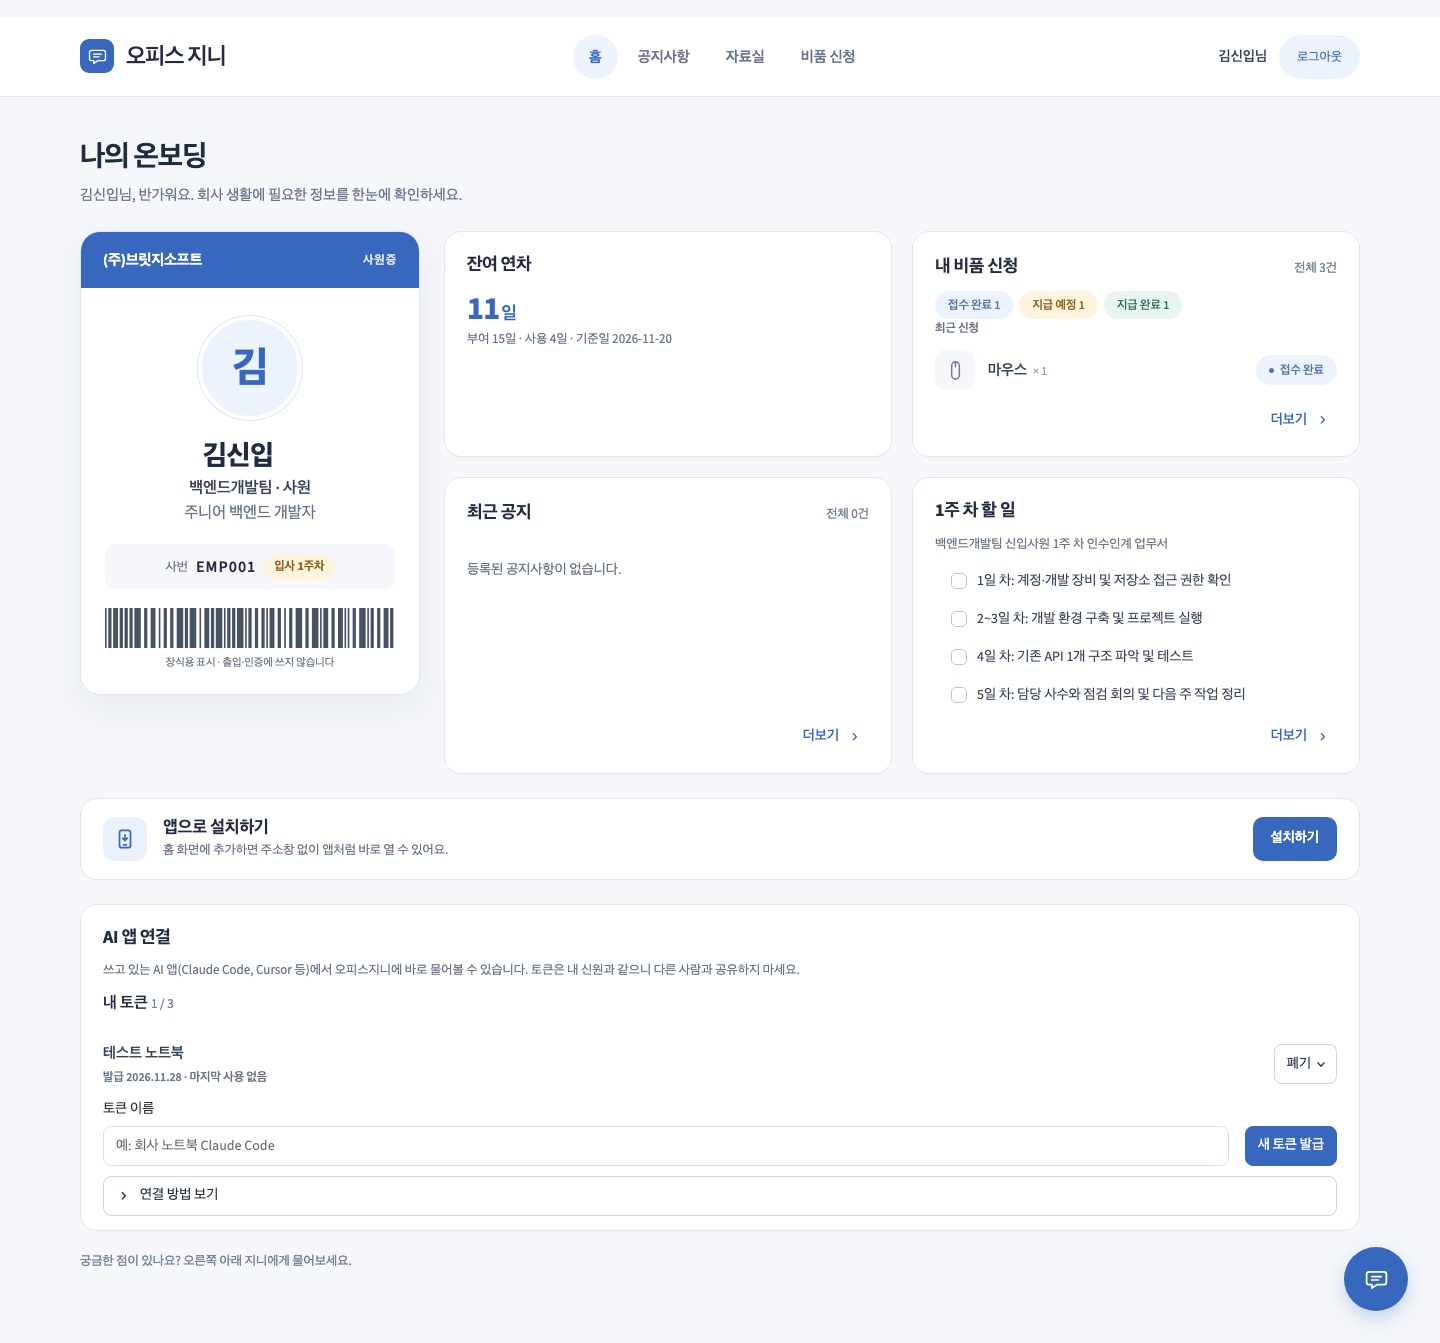 오피스 지니
홈
공지사항
자료실
비품 신청
김신입님
로그아웃
나의 온보딩
김신입님, 반가워요. 회사 생활에 필요한 정보를 한눈에 확인하세요.
(주)브릿지소프트
사원증
김
김신입
백엔드개발팀 · 사원
주니어 백엔드 개발자
사번 EMP001 입사 1주차
장식용 표시 · 출입·인증에 쓰지 않습니다
잔여 연차
11일
부여 15일 · 사용 4일 · 기준일 2026-11-20
내 비품 신청
전체 3건
접수 완료 1
지급 예정 1
지급 완료 1
최근 신청
마우스 × 1
접수 완료
더보기
최근 공지
전체 0건
등록된 공지사항이 없습니다.
더보기
1주 차 할 일
백엔드개발팀 신입사원 1주 차 인수인계 업무서
1일 차: 계정·개발 장비 및 저장소 접근 권한 확인
2~3일 차: 개발 환경 구축 및 프로젝트 실행
4일 차: 기존 API 1개 구조 파악 및 테스트
5일 차: 담당 사수와 점검 회의 및 다음 주 작업 정리
더보기
앱으로 설치하기
홈 화면에 추가하면 주소창 없이 앱처럼 바로 열 수 있어요.
설치하기
AI 앱 연결
쓰고 있는 AI 앱(Claude Code, Cursor 등)에서 오피스지니에 바로 물어볼 수 있습니다. 토큰은 내 신원과 같으니 다른 사람과 공유하지 마세요.
내 토큰 1 / 3
테스트 노트북
발급 2026.11.28 · 마지막 사용 없음
폐기
토큰 이름
예: 회사 노트북 Claude Code
새 토큰 발급
연결 방법 보기
궁금한 점이 있나요? 오른쪽 아래 지니에게 물어보세요.